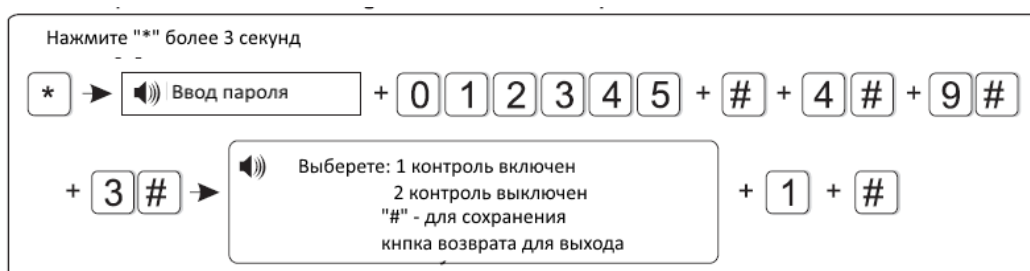 Нажмите "*" более 3 секунд
* Ввод пароля + 0 1 2 3 4 5 + # + 4 # + 9 #
+ 3 # Выберете: 1 контроль включен + 1 + #
2 контроль выключен
"#" - для сохранения
кнпка возврата для выхода